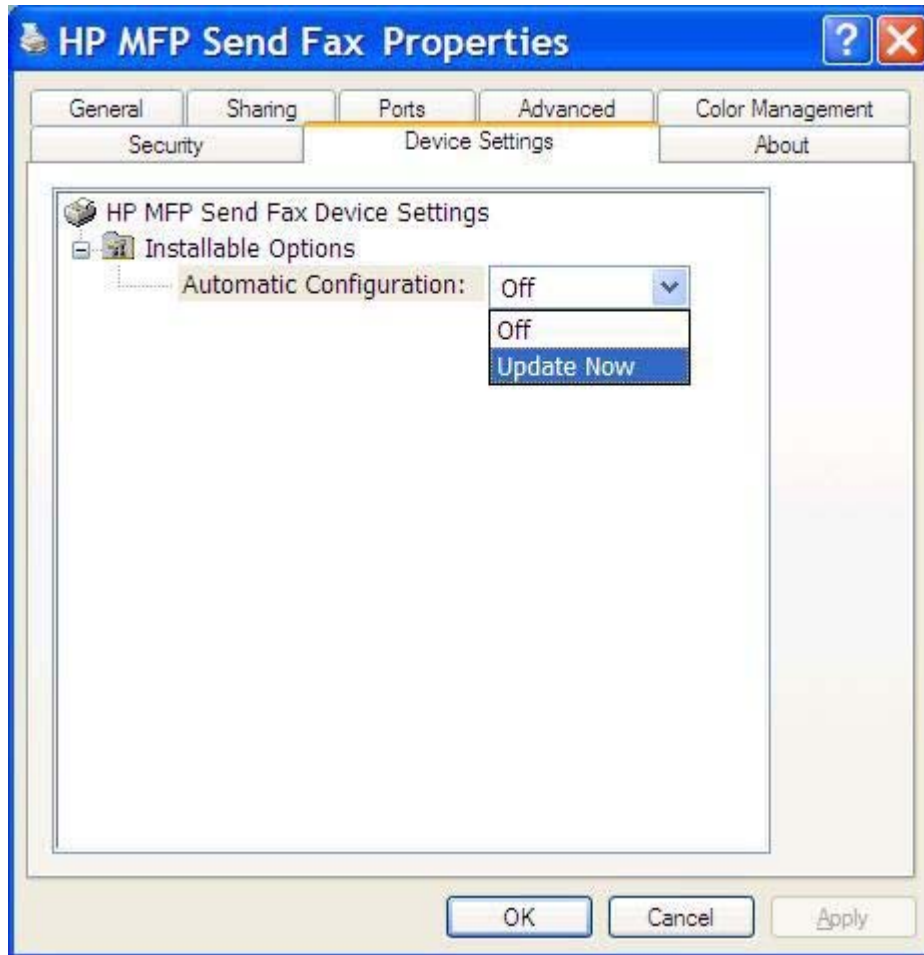 HP MFP Send Fax Properties
?
General Sharing Ports Advanced Color Management
Security Device Settings About
HP MFP Send Fax Device Settings
Installable Options
Automatic Configuration: Off
Off
Update Now
OK Cancel Apply